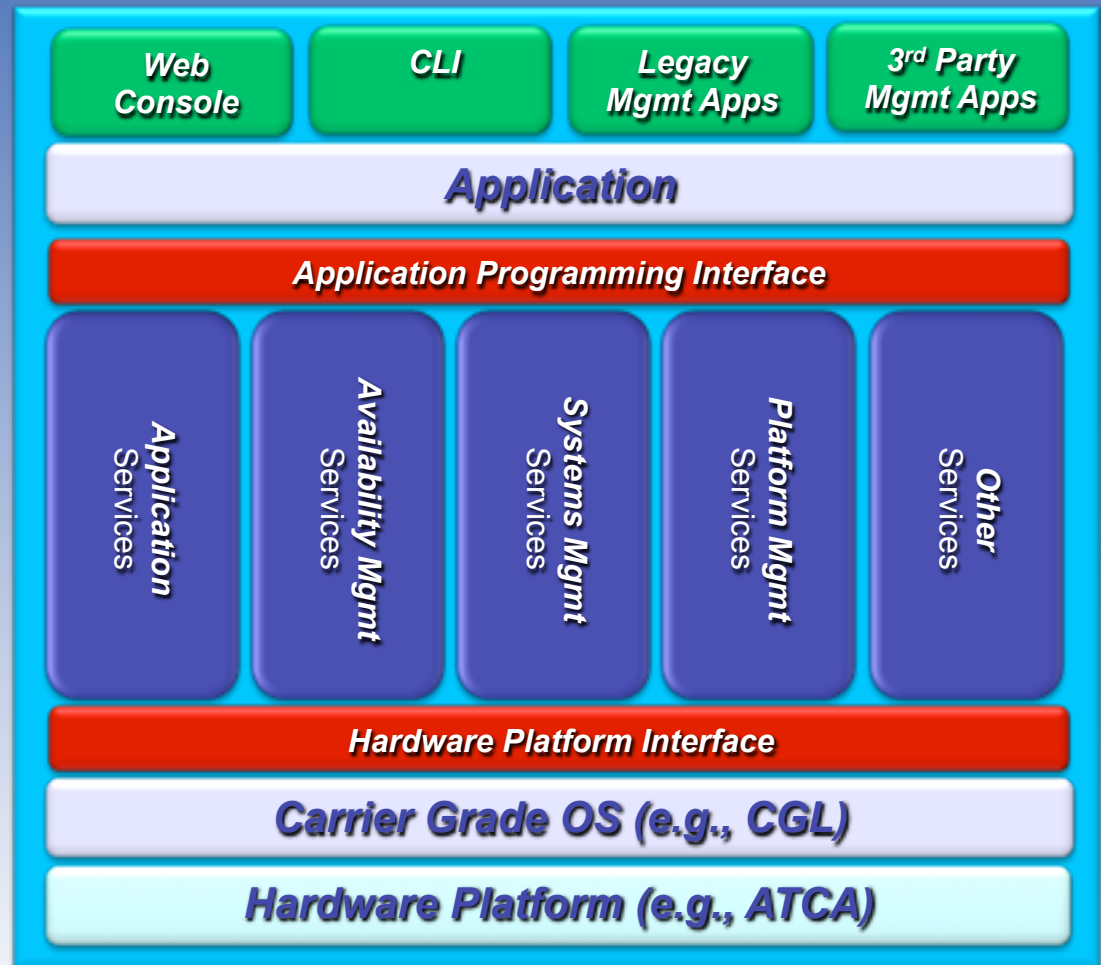 Web
Console
CLI
Legacy
Mgmt Apps
3rd Party
Mgmt Apps
Application
Application Programming Interface
Application
Services
Availability Mgmt
Services
Systems Mgmt
Services
Platform Mgmt
Services
Other
Services
Hardware Platform Interface
Carrier Grade OS (e.g., CGL)
Hardware Platform (e.g., ATCA)